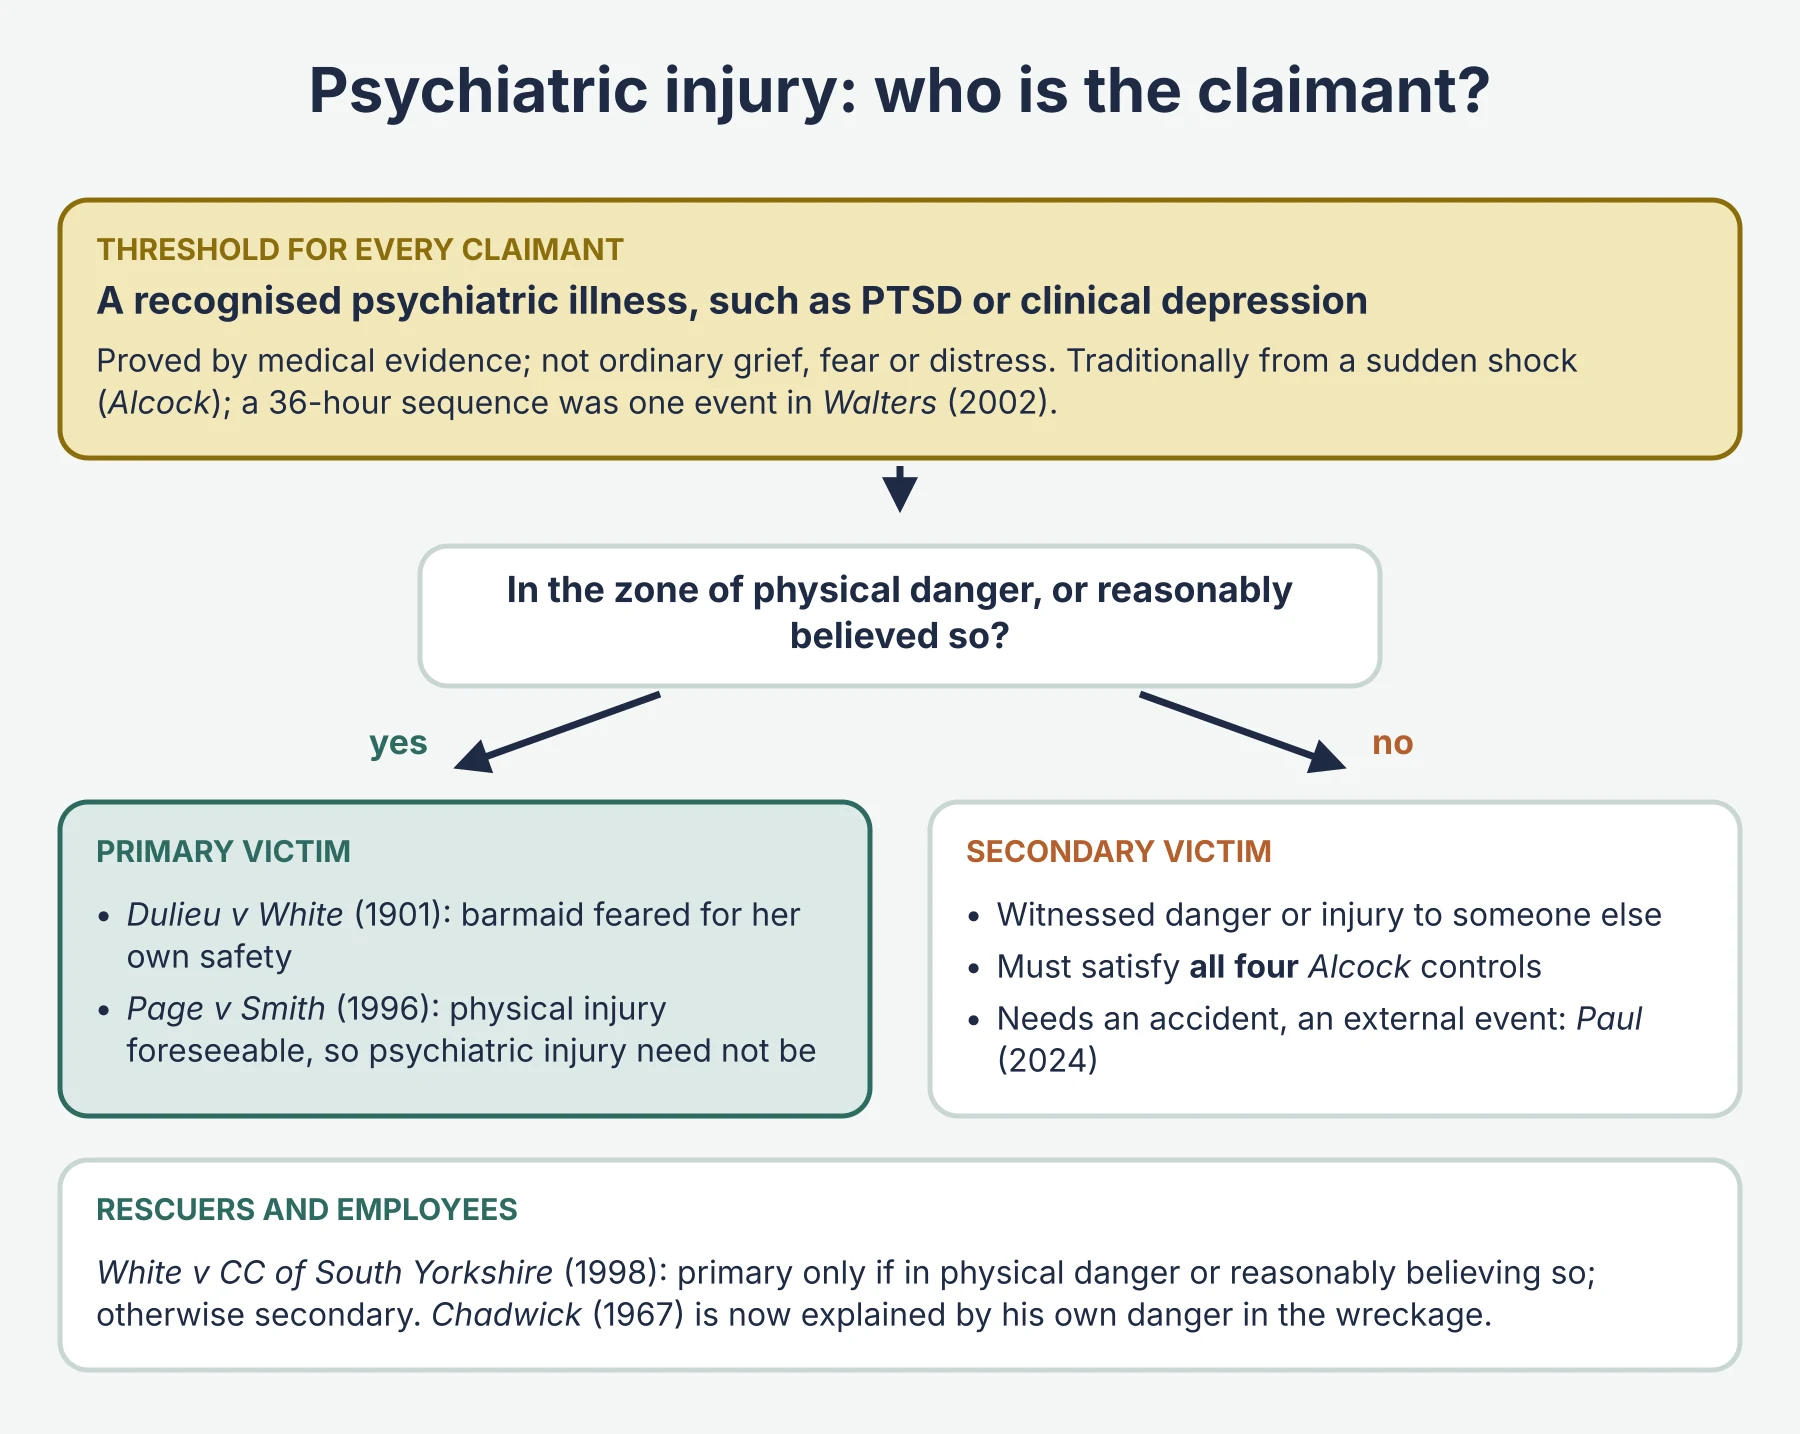 Psychiatric injury: who is the claimant?
THRESHOLD FOR EVERY CLAIMANT
A recognised psychiatric illness, such as PTSD or clinical depression
Proved by medical evidence; not ordinary grief, fear or distress. Traditionally from a sudden shock
(Alcock); a 36-hour sequence was one event in Walters (2002).
In the zone of physical danger, or reasonably
believed so?
yes
no
PRIMARY VICTIM
• Dulieu v White (1901): barmaid feared for her
own safety
• Page v Smith (1996): physical injury
foreseeable, so psychiatric injury need not be
SECONDARY VICTIM
• Witnessed danger or injury to someone else
• Must satisfy all four Alcock controls
• Needs an accident, an external event: Paul
(2024)
RESCUERS AND EMPLOYEES
White v CC of South Yorkshire (1998): primary only if in physical danger or reasonably believing so;
otherwise secondary. Chadwick (1967) is now explained by his own danger in the wreckage.